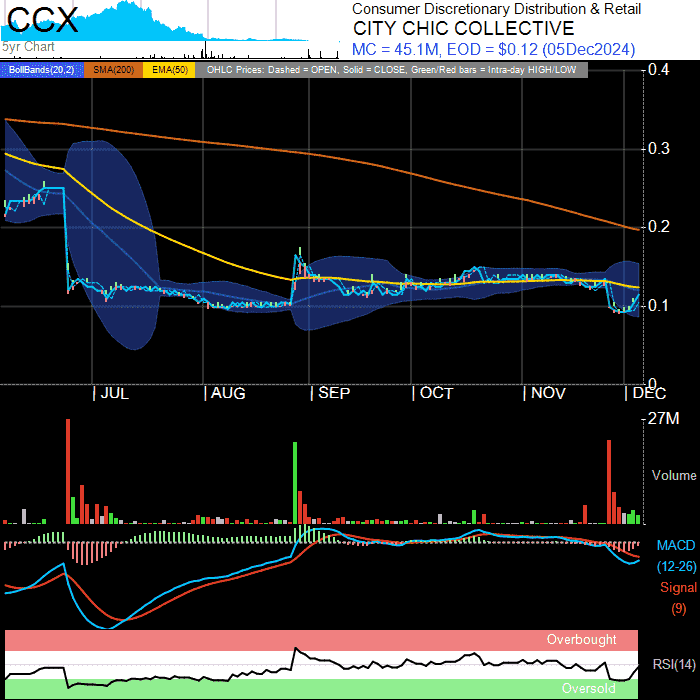 CCX
5yr Chart
Consumer Discretionary Distribution & Retail
CITY CHIC COLLECTIVE
MC = 45.1M, EOD = $0.12 (05Dec2024)
BollBands(20,2) SMA(200) EMA(50) OHLC Prices: Dashed = OPEN, Solid = CLOSE, Green/Red bars = Intra-day HIGH/LOW
0.4
0.3
0.2
0.1
0
JUL AUG SEP OCT NOV DEC
27M
Volume
MACD
(12-26)
Signal
(9)
Overbought
RSI(14)
Oversold